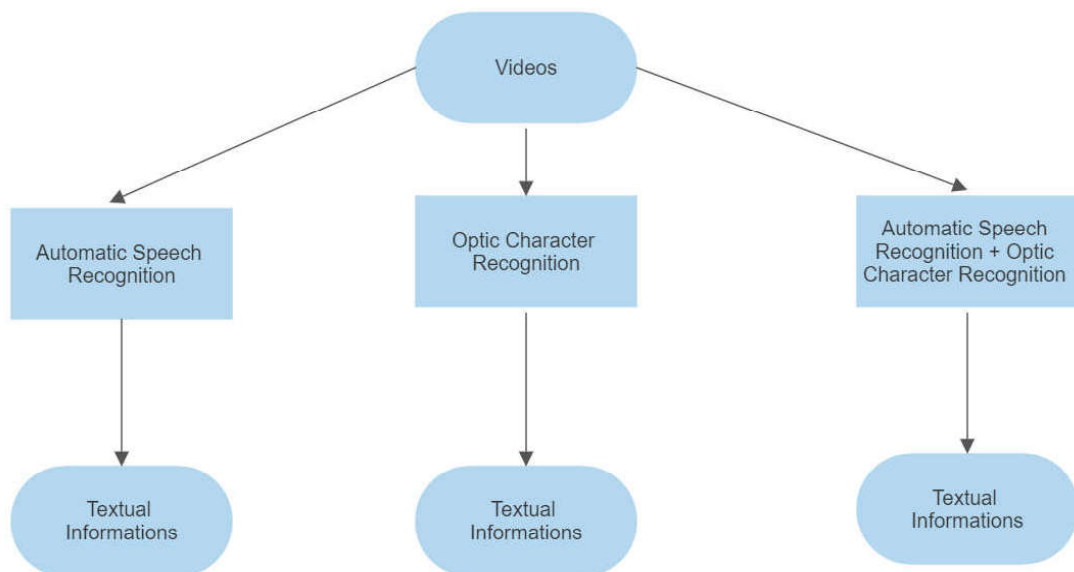 Videos
Automatic Speech
Recognition
Optic Character
Recognition
Automatic Speech
Recognition + Optic
Character Recognition
Textual
Informations
Textual
Informations
Textual
Informations